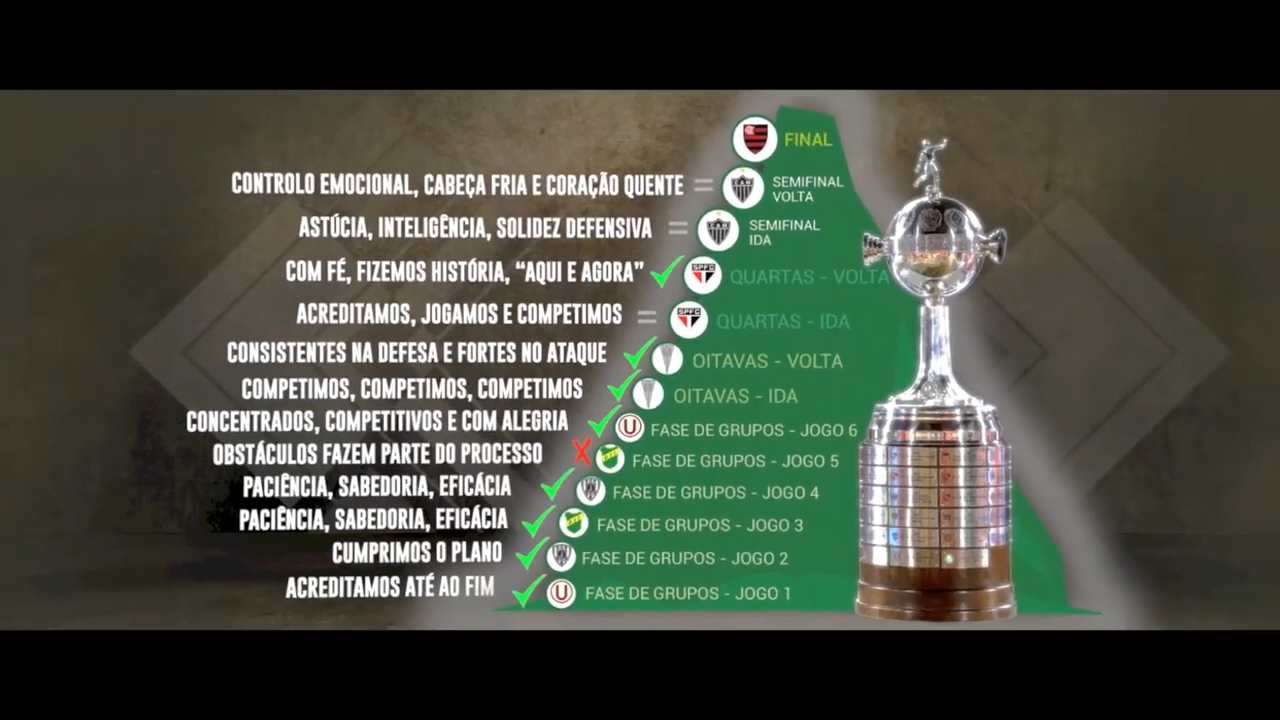 FINAL
CONTROLO EMOCIONAL, CABEÇA FRIA E CORAÇÃO QUENTE = SEMIFINAL
VOLTA
ASTÚCIA, INTELIGÊNCIA, SOLIDEZ DEFENSIVA = SEMIFINAL
IDA
COM FÉ, FIZEMOS HISTÓRIA, “AQUI E AGORA” SPFC QUARTAS - VOLTA
ACREDITAMOS, JOGAMOS E COMPETIMOS = SPFC QUARTAS - IDA
CONSISTENTES NA DEFESA E FORTES NO ATAQUE OITAVAS - VOLTA
COMPETIMOS, COMPETIMOS, COMPETIMOS OITAVAS - IDA
CONCENTRADOS, COMPETITIVOS E COM ALEGRIA U FASE DE GRUPOS - JOGO 6
OBSTÁCULOS FAZEM PARTE DO PROCESSO X FASE DE GRUPOS - JOGO 5
PACIÊNCIA, SABEDORIA, EFICÁCIA FASE DE GRUPOS - JOGO 4
PACIÊNCIA, SABEDORIA, EFICÁCIA FASE DE GRUPOS - JOGO 3
CUMPRIMOS O PLANO FASE DE GRUPOS - JOGO 2
ACREDITAMOS ATÉ AO FIM U FASE DE GRUPOS - JOGO 1